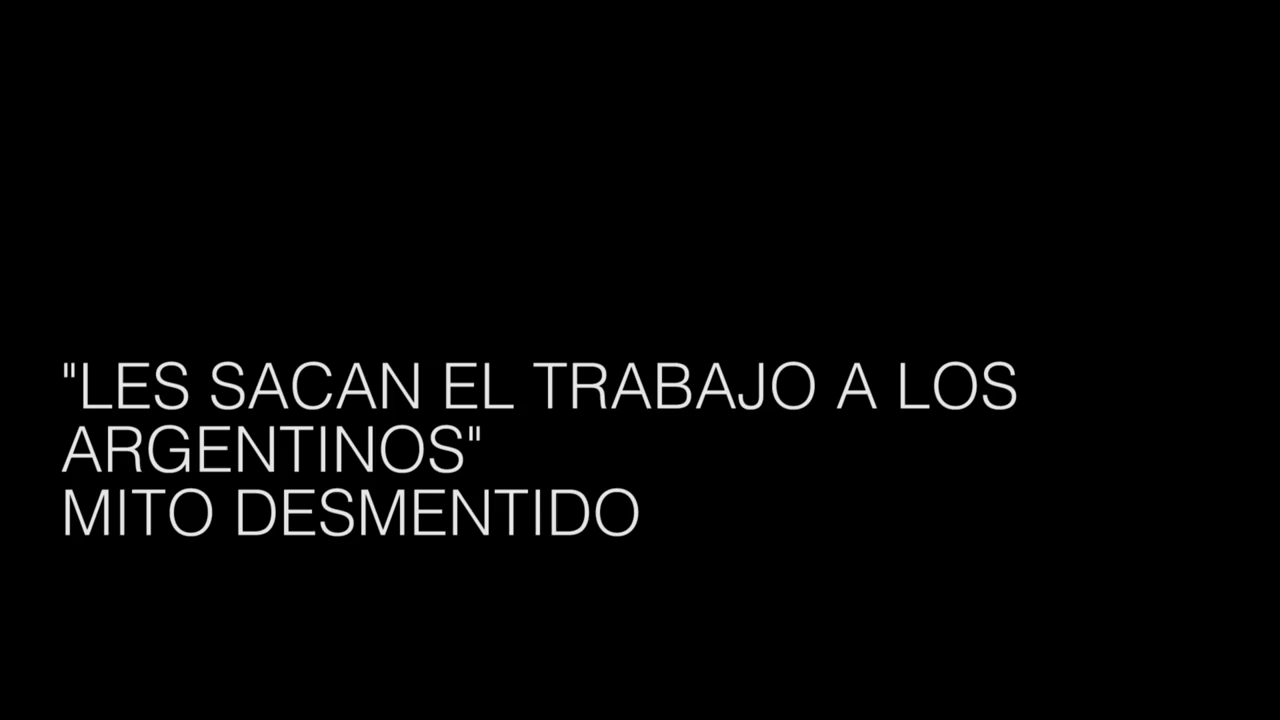 "LES SACAN EL TRABAJO A LOS
ARGENTINOS"
MITO DESMENTIDO